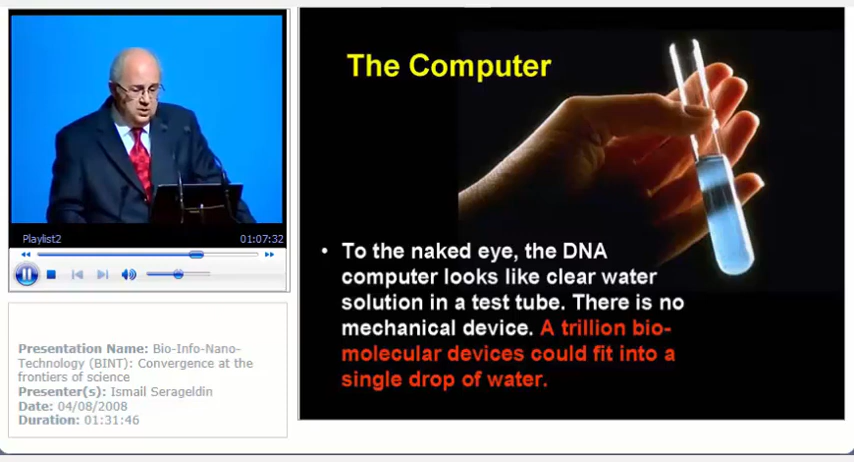 Playlist2 01:07:32
Presentation Name: Bio-Info-Nano-
Technology (BINT): Convergence at the
frontiers of science
Presenter(s): Ismail Serageldin
Date: 04/08/2008
Duration: 01:31:46
The Computer
• To the naked eye, the DNA
computer looks like clear water
solution in a test tube. There is no
mechanical device. A trillion bio-
molecular devices could fit into a
single drop of water.